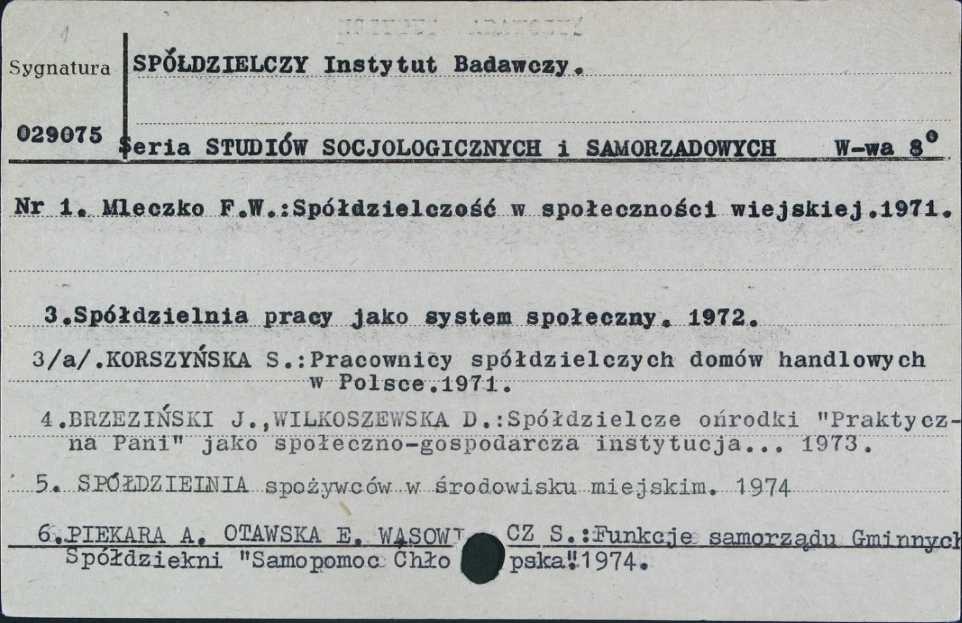 SPÓŁDZIELCZY Instytut Badawczy.
Sygnatura
029075
Seria STUDIÓW SOCJOLOGICZNYCH i SAMORZADOWYCH W-wa 8°
Nr 1. Mleczko F.W.:Spółdzielczość w społeczności wiejskiej.1971.
3.Spółdzielnia pracy jako system społeczny. 1972.
3/a/.KORSZYŃSKA S.:Pracownicy spółdzielczych domów handlowych
w Polsce.1971.
4.BRZEZIŃSKI J.,WILKOSZEWSKA D.:Spółdzielcze ońrodki "Praktycz-
na Pani" jako społeczno-gospodarcza instytucja... 1973.
5. SPÓŁDZIEINIA spożywców w środowisku miejskim. 1974
6.PIEKARA A. OTAWSKA E. WĄSOWI CZ S.:Funkcje samorządu Gminnych
Spółdziekni "Samopomoc Chło pska".1974.